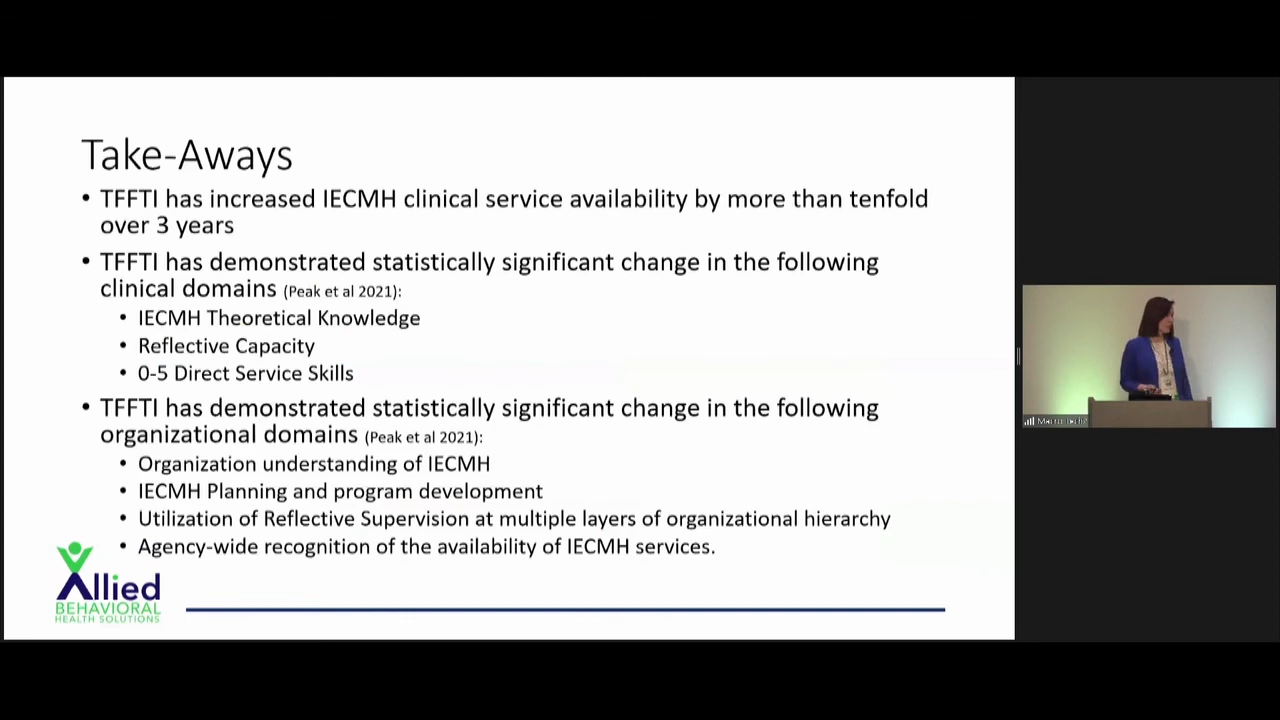 Take-Aways
• TFFTI has increased IECMH clinical service availability by more than tenfold
over 3 years
• TFFTI has demonstrated statistically significant change in the following
clinical domains (Peak et al 2021):
• IECMH Theoretical Knowledge
• Reflective Capacity
• 0-5 Direct Service Skills
• TFFTI has demonstrated statistically significant change in the following
organizational domains (Peak et al 2021):
• Organization understanding of IECMH
• IECMH Planning and program development
• Utilization of Reflective Supervision at multiple layers of organizational hierarchy
• Agency-wide recognition of the availability of IECMH services.
Allied
BEHAVIORAL
HEALTH SOLUTIONS